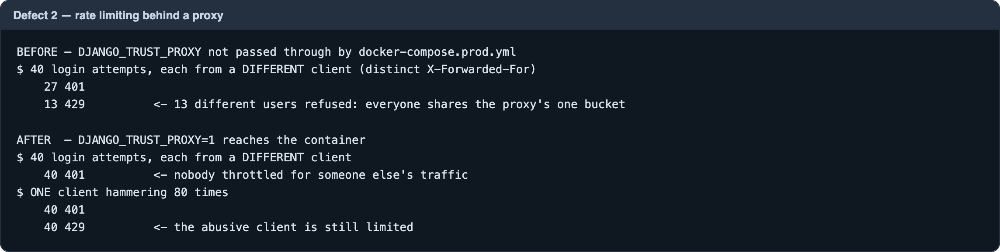 Defect 2 — rate limiting behind a proxy
BEFORE — DJANGO_TRUST_PROXY not passed through by docker-compose.prod.yml
$ 40 login attempts, each from a DIFFERENT client (distinct X-Forwarded-For)
27 401
13 429          <- 13 different users refused: everyone shares the proxy's one bucket
AFTER  — DJANGO_TRUST_PROXY=1 reaches the container
$ 40 login attempts, each from a DIFFERENT client
40 401          <- nobody throttled for someone else's traffic
$ ONE client hammering 80 times
40 401
40 429          <- the abusive client is still limited